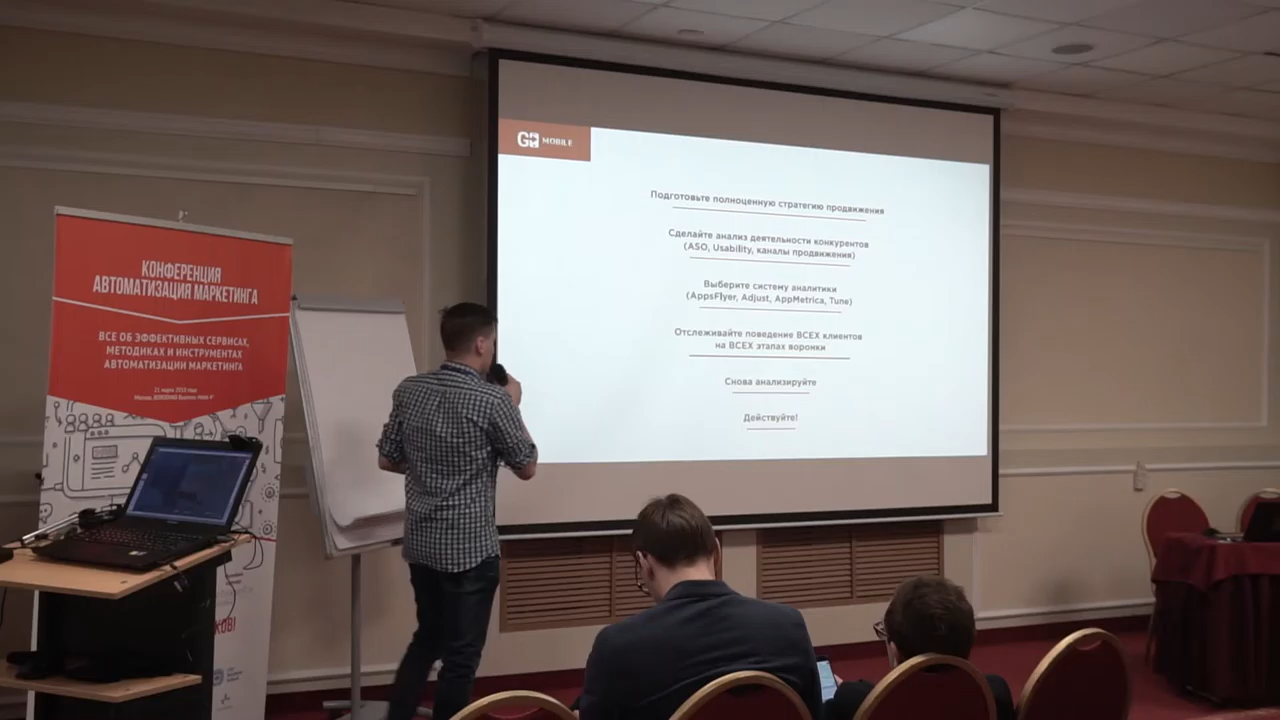 КОНФЕРЕНЦИЯ
АВТОМАТИЗАЦИЯ МАРКЕТИНГА
ВСЕ ОБ ЭФФЕКТИВНЫХ СЕРВИСАХ,
МЕТОДИКАХ И ИНСТРУМЕНТАХ
АВТОМАТИЗАЦИИ МАРКЕТИНГА
GO MOBILE
Подготовьте полноценную стратегию продвижения
Сделайте анализ деятельности конкурентов
(ASO, Usability, каналы продвижения)
Выберите систему аналитики
(AppsFlyer, Adjust, AppMetrica, Tune)
Отслеживайте поведение ВСЕХ клиентов
на ВСЕХ этапах воронки
Снова анализируйте
Действуйте!